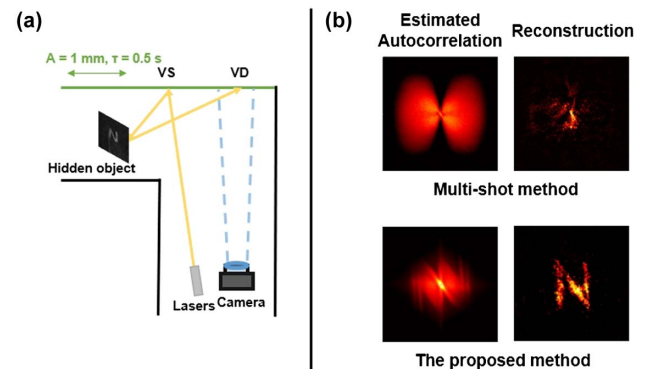 (a)
A = 1 mm, τ = 0.5 s
VS
VD
Hidden object
Lasers
Camera
(b)
Estimated
Autocorrelation
Reconstruction
Multi-shot method
N
The proposed method